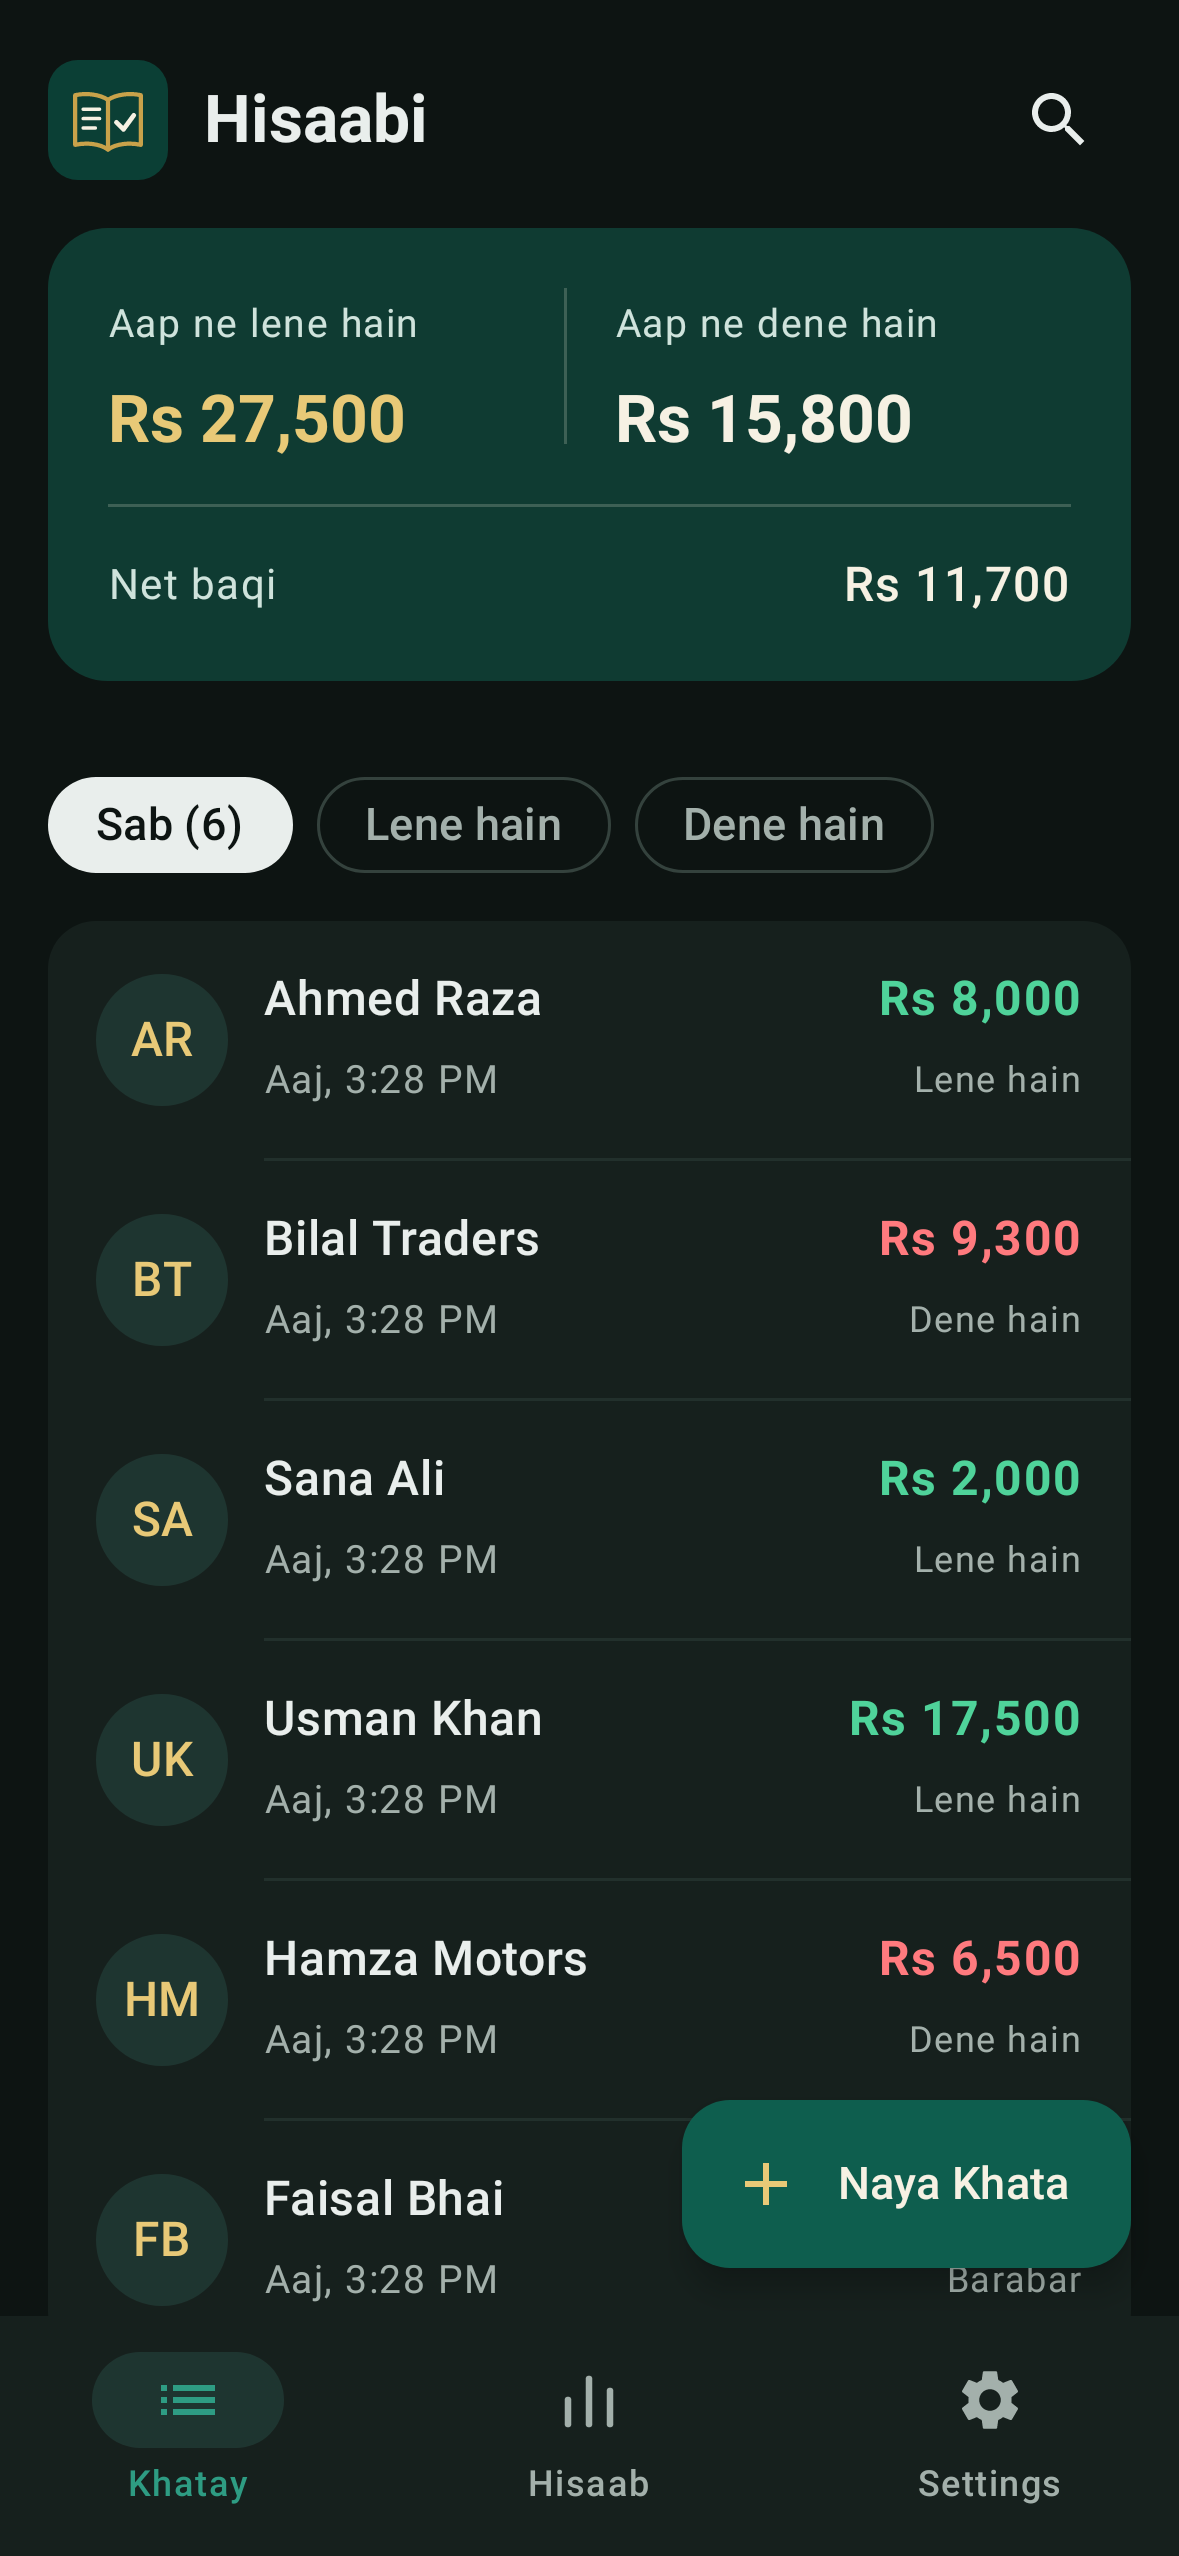 Hisaabi
Aap ne lene hain
Aap ne dene hain
Rs 27,500
Rs 15,800
Net baqi
Rs 11,700
Sab (6)
Lene hain
Dene hain
AR
Ahmed Raza
Rs 8,000
Aaj, 3:28 PM
Lene hain
BT
Bilal Traders
Rs 9,300
Aaj, 3:28 PM
Dene hain
SA
Sana Ali
Rs 2,000
Aaj, 3:28 PM
Lene hain
UK
Usman Khan
Rs 17,500
Aaj, 3:28 PM
Lene hain
HM
Hamza Motors
Rs 6,500
Aaj, 3:28 PM
Dene hain
FB
Faisal Bhai
Aaj, 3:28 PM
Barabar
Naya Khata
Khatay
Hisaab
Settings